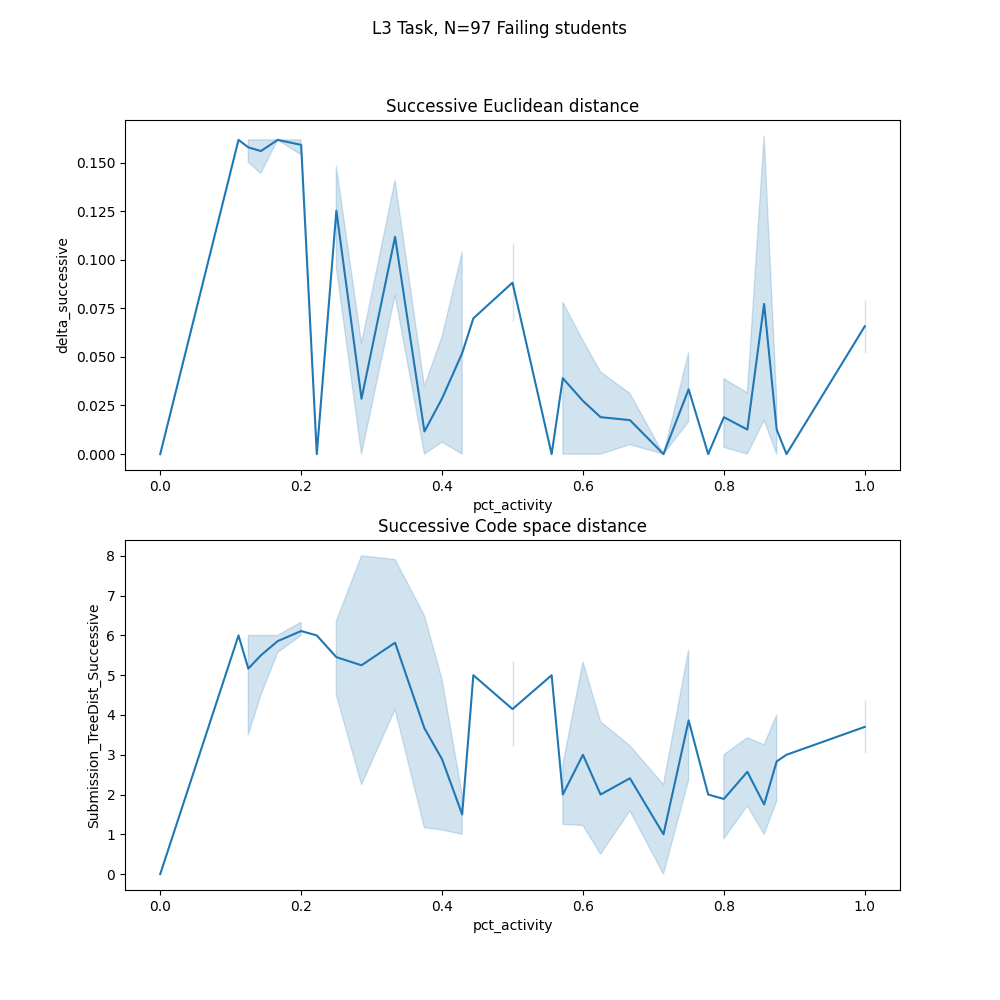 L3 Task, N=97 Failing students
Successive Euclidean distance
0.150
0.125
0.100
0.075
0.050
0.025
0.000
delta_successive
0.0 0.2 0.4 0.6 0.8 1.0
pct_activity
Successive Code space distance
8
7
6
5
4
3
2
1
0
Submission_TreeDist_Successive
0.0 0.2 0.4 0.6 0.8 1.0
pct_activity